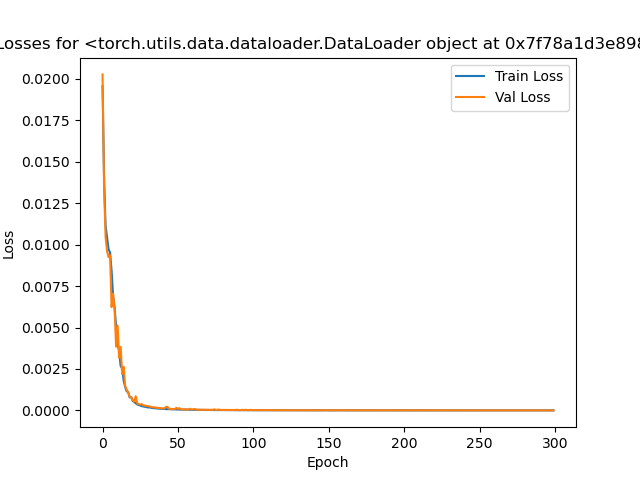 Losses for <torch.utils.data.dataloader.DataLoader object at 0x7f78a1d3e898
Train Loss
Val Loss
0.0200
0.0175
0.0150
0.0125
0.0100
0.0075
0.0050
0.0025
0.0000
Loss
0 50 100 150 200 250 300
Epoch